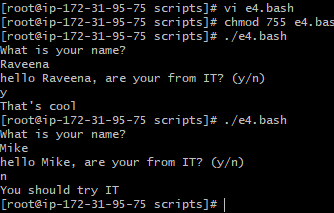 [root@ip-172-31-95-75 scripts]# vi e4.bash
[root@ip-172-31-95-75 scripts]# chmod 755 e4.bas
[root@ip-172-31-95-75 scripts]# ./e4.bash
What is your name?
Raveena
hello Raveena, are your from IT? (y/n)
y
That's cool
[root@ip-172-31-95-75 scripts]# ./e4.bash
What is your name?
Mike
hello Mike, are your from IT? (y/n)
n
You should try IT
[root@ip-172-31-95-75 scripts]#